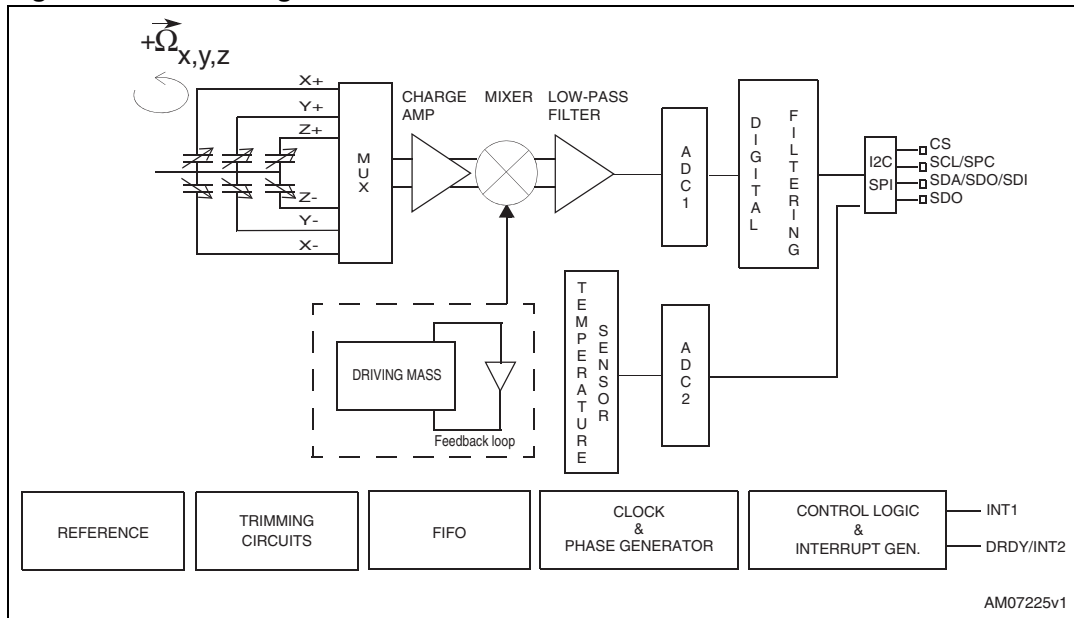 +Ω x,y,z
X+
Y+
Z+
Z-
Y-
X-
MUX
CHARGE
AMP
MIXER
LOW-PASS
FILTER
ADC1
DIGITAL
FILTERING
I2C
SPI
CS
SCL/SPC
SDA/SDO/SDI
SDO
DRIVING MASS
Feedback loop
TEMPERATURE
SENSOR
ADC2
REFERENCE
TRIMMING
CIRCUITS
FIFO
CLOCK
&
PHASE GENERATOR
CONTROL LOGIC
&
INTERRUPT GEN.
INT1
DRDY/INT2
AM07225v1